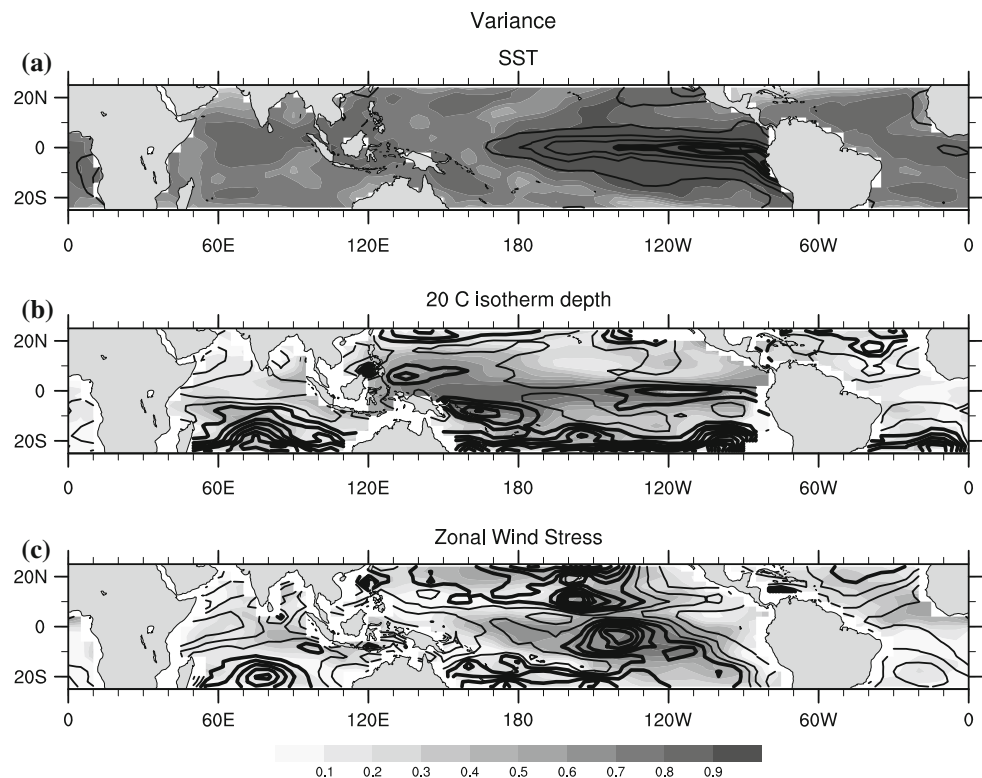 Variance
(a)
SST
20N
0
20S
0 60E 120E 180 120W 60W 0
(b)
20 C isotherm depth
20N
0
20S
0 60E 120E 180 120W 60W 0
(c)
Zonal Wind Stress
20N
0
20S
0 60E 120E 180 120W 60W 0
0.1 0.2 0.3 0.4 0.5 0.6 0.7 0.8 0.9